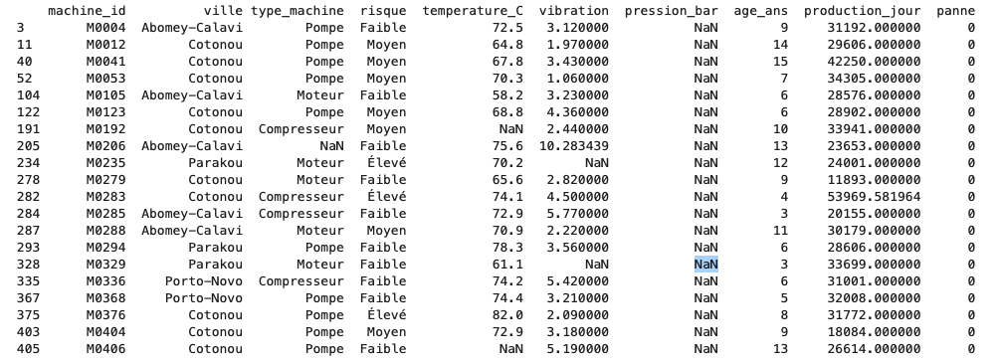 machine_id ville type_machine risque temperature_C vibration pression_bar age_ans production_jour panne
3 M0004 Abomey-Calavi Pompe Faible 72.5 3.120000 NaN 9 31192.000000 0
11 M0012 Cotonou Pompe Moyen 64.8 1.970000 NaN 14 29606.000000 0
40 M0041 Cotonou Pompe Moyen 67.8 3.430000 NaN 15 42250.000000 0
52 M0053 Cotonou Pompe Moyen 70.3 1.060000 NaN 7 34305.000000 0
104 M0105 Abomey-Calavi Moteur Faible 58.2 3.230000 NaN 6 28576.000000 0
122 M0123 Cotonou Pompe Moyen 68.8 4.360000 NaN 6 28902.000000 0
191 M0192 Cotonou Compresseur Moyen NaN 2.440000 NaN 10 33941.000000 0
205 M0206 Abomey-Calavi NaN Faible 75.6 10.283439 NaN 13 23653.000000 0
234 M0235 Parakou Moteur Élevé 70.2 NaN NaN 12 24001.000000 0
278 M0279 Cotonou Moteur Faible 65.6 2.820000 NaN 9 11893.000000 0
282 M0283 Cotonou Compresseur Élevé 74.1 4.500000 NaN 4 53969.581964 0
284 M0285 Abomey-Calavi Compresseur Faible 72.9 5.770000 NaN 3 20155.000000 0
287 M0288 Abomey-Calavi Moteur Moyen 70.9 2.220000 NaN 11 30179.000000 0
293 M0294 Parakou Pompe Faible 78.3 3.560000 NaN 6 28606.000000 0
328 M0329 Parakou Moteur Faible 61.1 NaN NaN 3 33699.000000 0
335 M0336 Porto-Novo Compresseur Faible 74.2 5.420000 NaN 6 31001.000000 0
367 M0368 Porto-Novo Pompe Faible 74.4 3.210000 NaN 5 32008.000000 0
375 M0376 Cotonou Pompe Élevé 82.0 2.090000 NaN 8 31772.000000 0
403 M0404 Cotonou Pompe Moyen 72.9 3.180000 NaN 9 18084.000000 0
405 M0406 Cotonou Pompe Faible NaN 5.190000 NaN 13 26614.000000 0